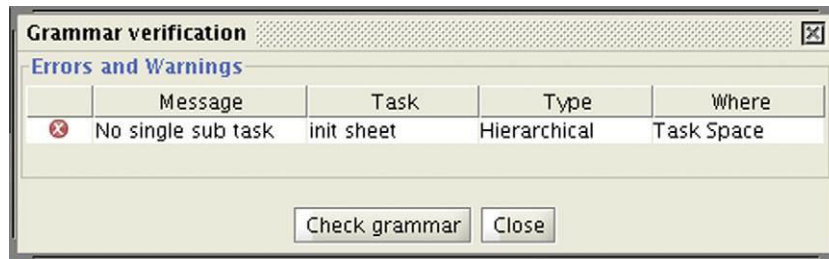 Grammar verification
Errors and Warnings
Message Task Type Where
No single sub task init sheet Hierarchical Task Space
Check grammar Close